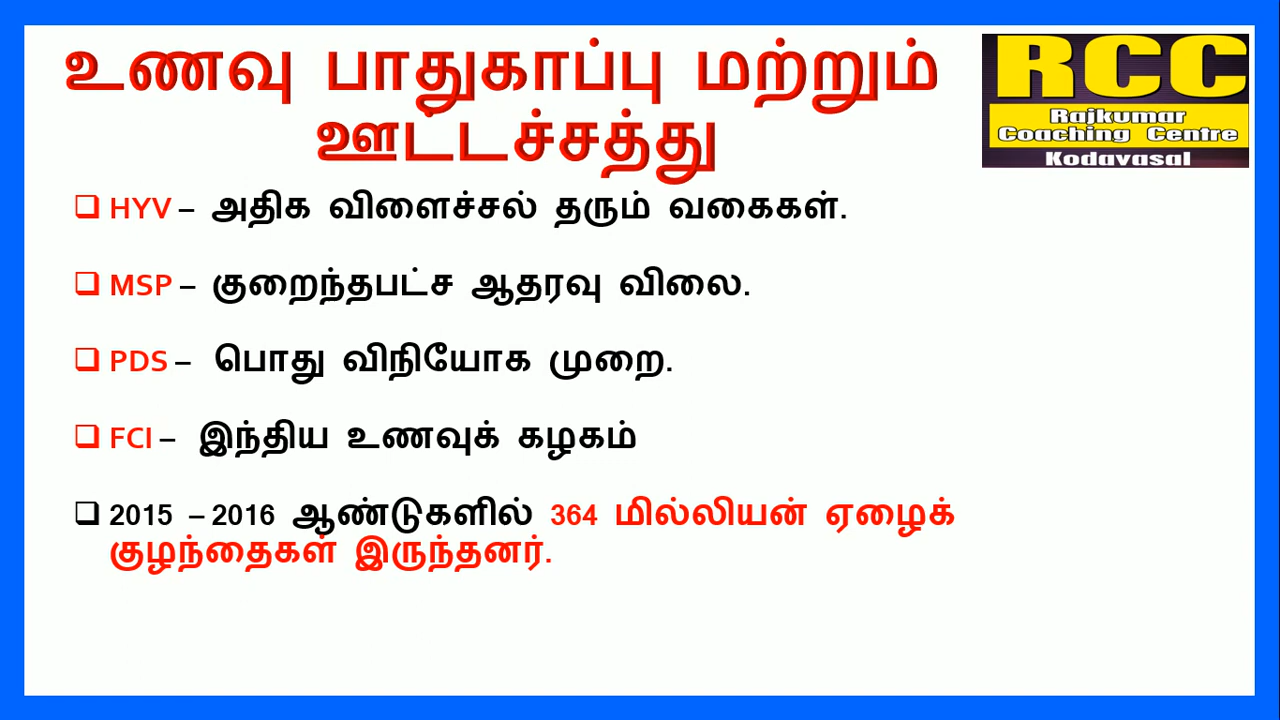 உணவு பாதுகாப்பு மற்றும்
ஊட்டச்சத்து
RCC
Rajkumar
Coaching Centre
Kodavasal
HYV – அதிக விளைச்சல் தரும் வகைகள்.
MSP – குறைந்தபட்ச ஆதரவு விலை.
PDS – பொது விநியோக முறை.
FCI – இந்திய உணவுக் கழகம்
2015 – 2016 ஆண்டுகளில் 364 மில்லியன் ஏழைக்
குழந்தைகள் இருந்தனர்.